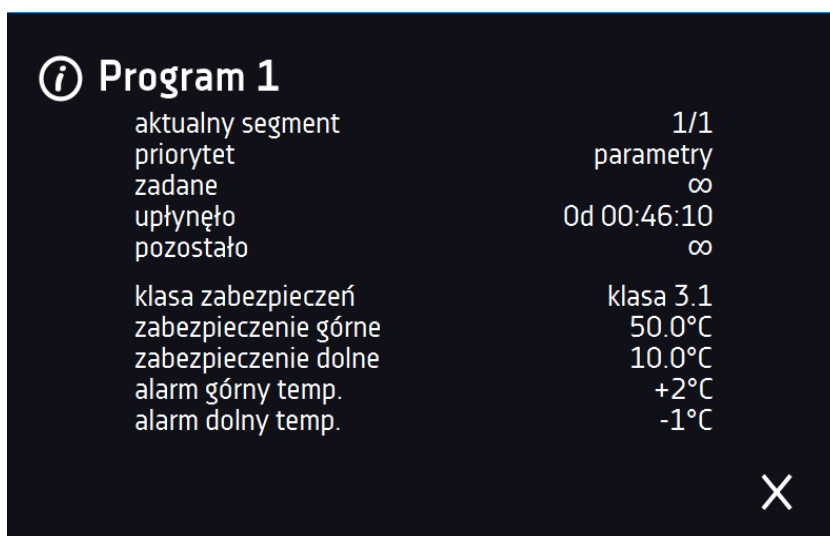 Program 1
aktualny segment 1/1
priorytet parametry
zadane ∞
upłynęło 0d 00:46:10
pozostało ∞
klasa zabezpieczeń klasa 3.1
zabezpieczenie górne 50.0°C
zabezpieczenie dolne 10.0°C
alarm górny temp. +2°C
alarm dolny temp. -1°C